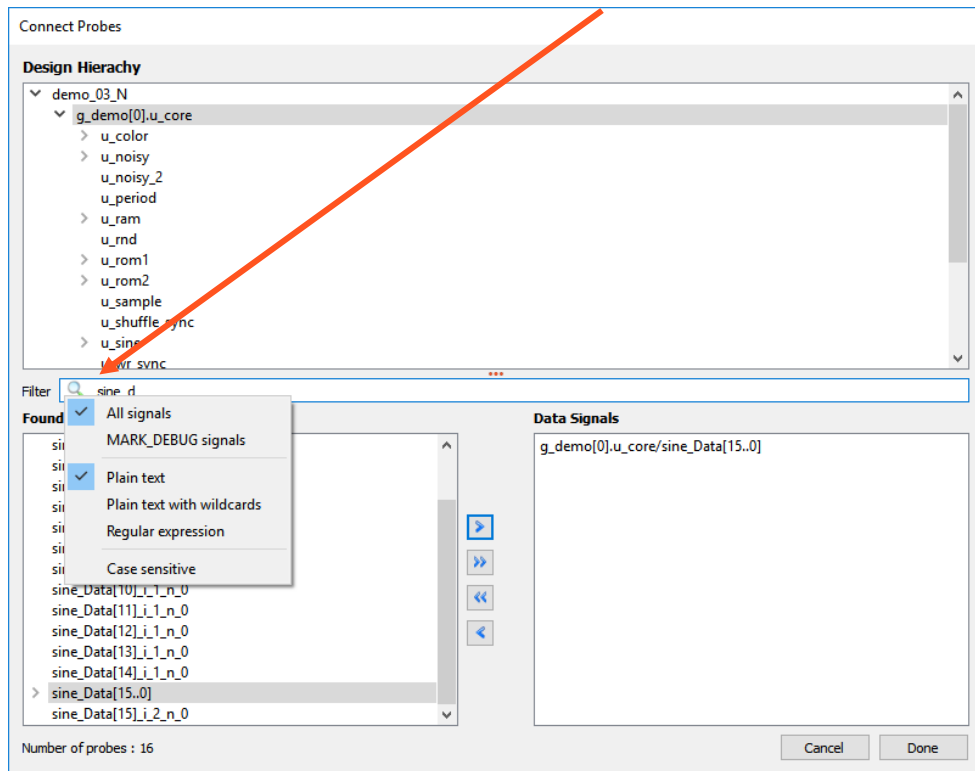 Connect Probes
Design Hierachy
demo_03_N
g_demo[0].u_core
u_color
u_noisy
u_noisy_2
u_period
u_ram
u_rnd
u_rom1
u_rom2
u_sample
u_shuffle_sync
u_sine
u_wr_sync
Filter sine_d
Found
All signals
MARK_DEBUG signals
Plain text
Plain text with wildcards
Regular expression
Case sensitive
sine_Data[10]_i_1_n_0
sine_Data[11]_i_1_n_0
sine_Data[12]_i_1_n_0
sine_Data[13]_i_1_n_0
sine_Data[14]_i_1_n_0
sine_Data[15..0]
sine_Data[15]_i_2_n_0
Data Signals
g_demo[0].u_core/sine_Data[15..0]
Number of probes : 16
Cancel
Done